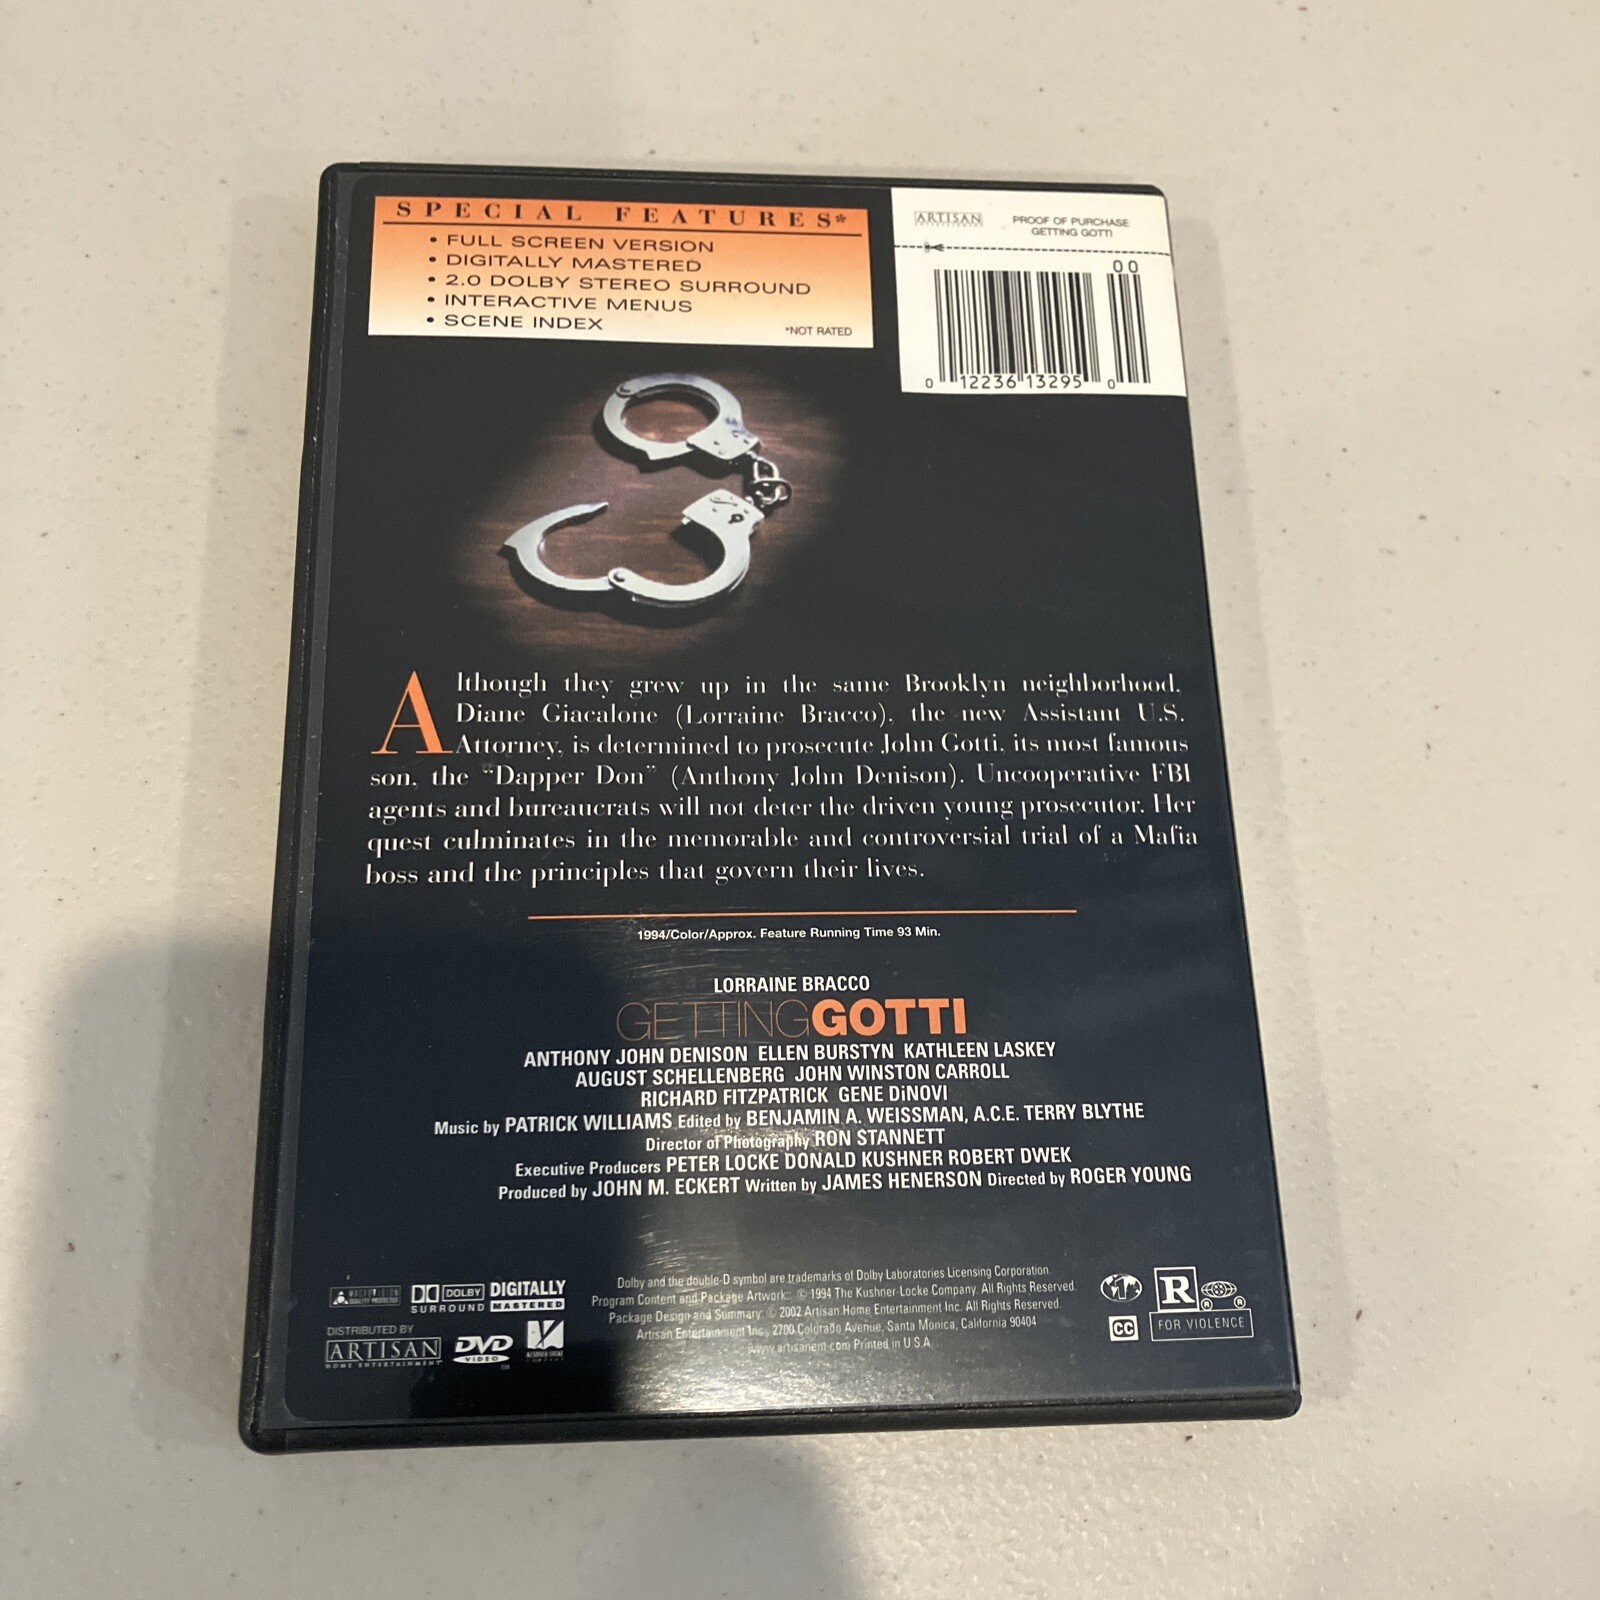 SPECIAL FEATURES*
• FULL SCREEN VERSION
• DIGITALLY MASTERED
• 2.0 DOLBY STEREO SURROUND
• INTERACTIVE MENUS
• SCENE INDEX
*NOT RATED
ARTISAN
PROOF OF PURCHASE
GETTING GOTTI
00
0 12236 13295 0
Although they grew up in the same Brooklyn neighborhood,
Diane Giacalone (Lorraine Bracco), the new Assistant U.S.
Attorney, is determined to prosecute John Gotti, its most famous
son, the “Dapper Don” (Anthony John Denison). Uncooperative FBI
agents and bureaucrats will not deter the driven young prosecutor. Her
quest culminates in the memorable and controversial trial of a Mafia
boss and the principles that govern their lives.
1994/Color/Approx. Feature Running Time 93 Min.
LORRAINE BRACCO
GETTINGGOTTI
ANTHONY JOHN DENISON ELLEN BURSTYN KATHLEEN LASKEY
AUGUST SCHELLENBERG JOHN WINSTON CARROLL
RICHARD FITZPATRICK GENE DiNOVI
Music by PATRICK WILLIAMS Edited by BENJAMIN A. WEISSMAN, A.C.E. TERRY BLYTHE
Director of Photography RON STANNETT
Executive Producers PETER LOCKE DONALD KUSHNER ROBERT DWEK
Produced by JOHN M. ECKERT Written by JAMES HENERSON Directed by ROGER YOUNG
DOLBY
SURROUND
DIGITALLY
MASTERED
DISTRIBUTED BY
ARTISAN
HOME ENTERTAINMENT
DVD
VIDEO
Dolby and the double-D symbol are trademarks of Dolby Laboratories Licensing Corporation.
Program Content and Package Artwork: © 1994 The Kushner-Locke Company. All Rights Reserved.
Package Design and Summary: © 2002 Artisan Home Entertainment Inc. All Rights Reserved.
Artisan Entertainment Inc., 2700 Colorado Avenue, Santa Monica, California 90404
www.artisanent.com Printed in U.S.A.
CC
R
® ®
FOR VIOLENCE